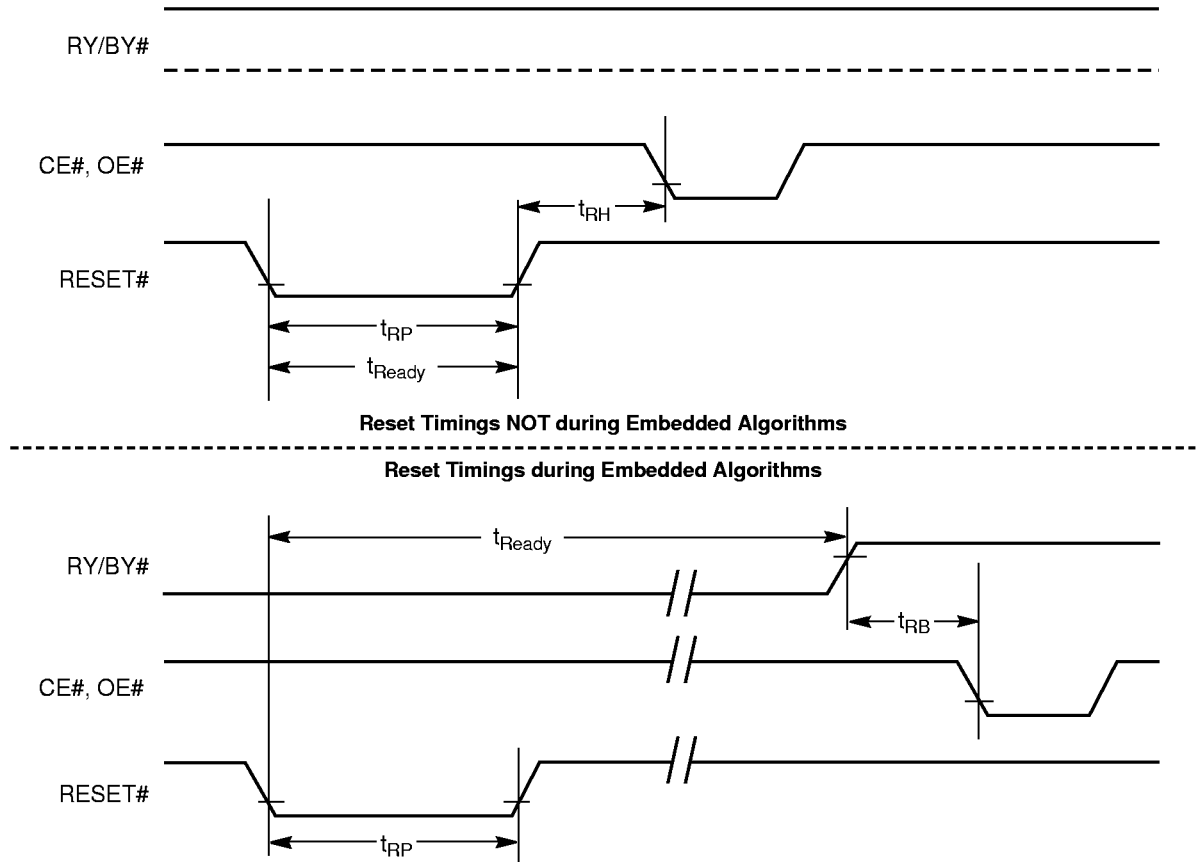 RY/BY#
CE#, OE#
tRH
RESET#
tRP
tReady
Reset Timings NOT during Embedded Algorithms
Reset Timings during Embedded Algorithms
tReady
RY/BY#
tRB
CE#, OE#
RESET#
tRP